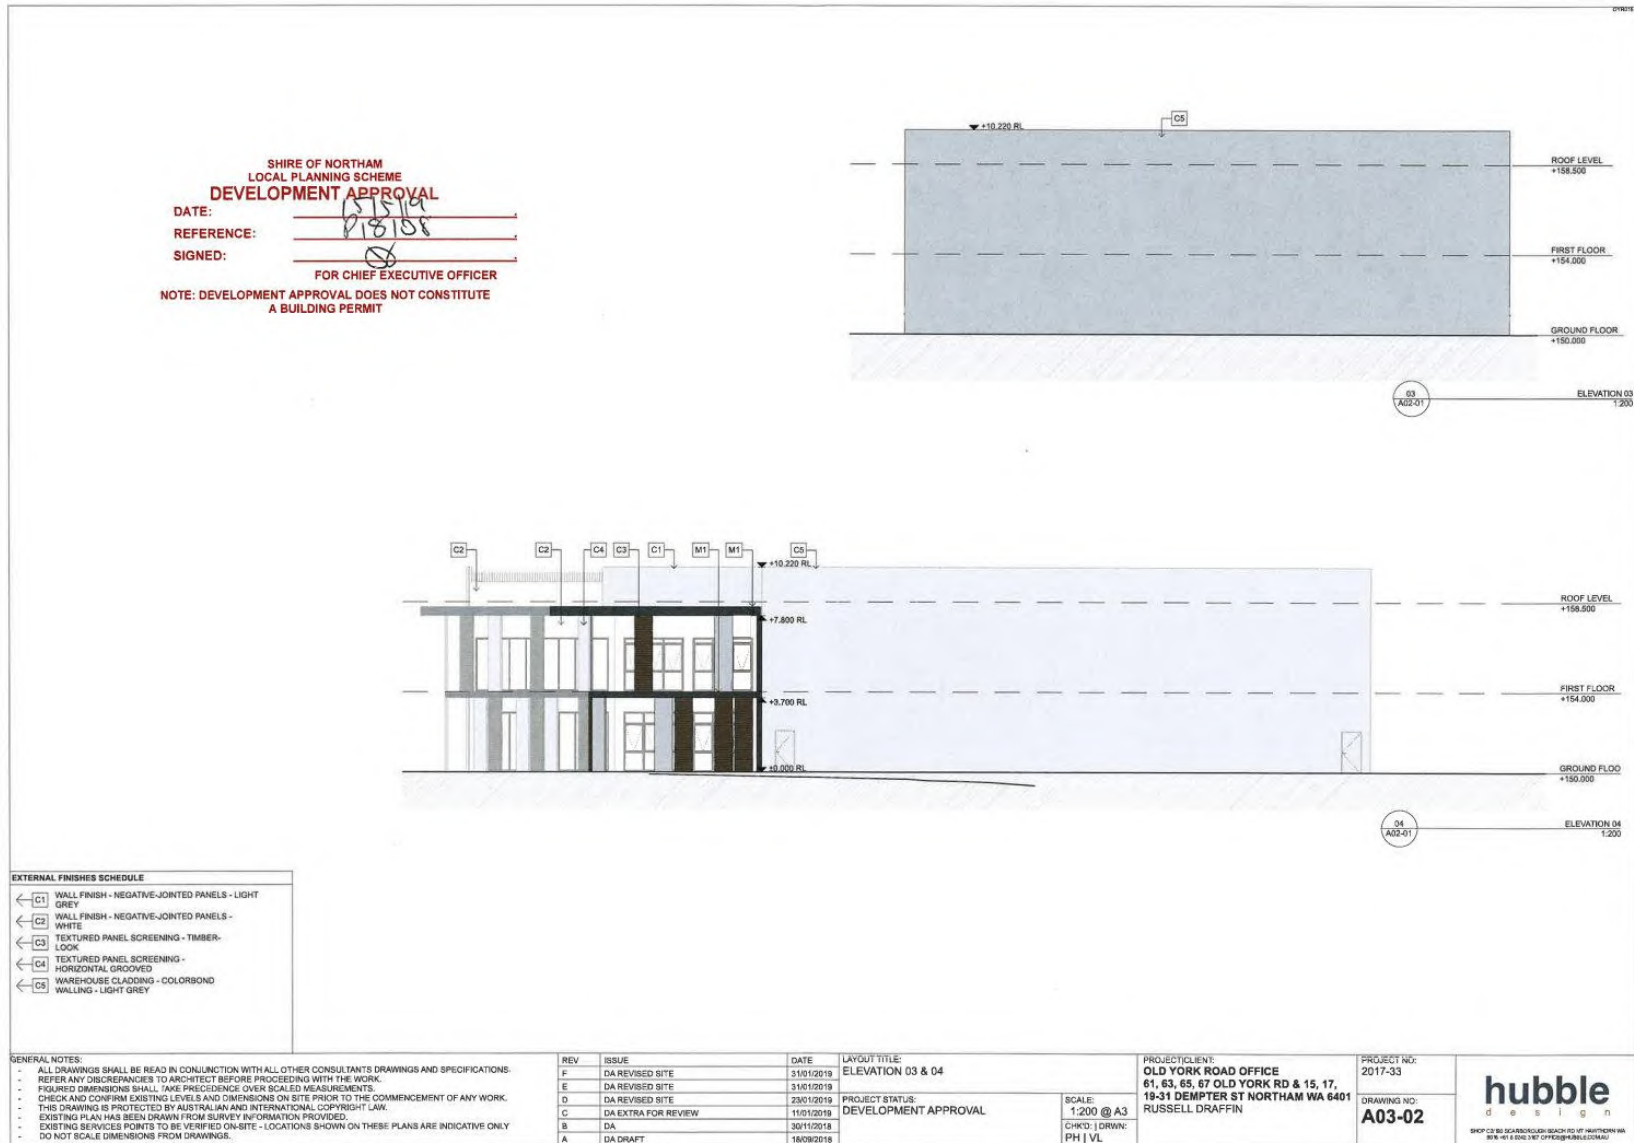 SHIRE OF NORTHAM
LOCAL PLANNING SCHEME
DEVELOPMENT APPROVAL
DATE: 15/5/19
REFERENCE: P18108
SIGNED:
FOR CHIEF EXECUTIVE OFFICER
NOTE: DEVELOPMENT APPROVAL DOES NOT CONSTITUTE
A BUILDING PERMIT
+10.220 RL
C5
ROOF LEVEL
+158.500
FIRST FLOOR
+154.000
GROUND FLOOR
+150.000
03
A02-01
ELEVATION 03
1:200
C2
C2
C4
C3
C1
M1
M1
C5
+10.220 RL
+7.800 RL
+3.700 RL
±0.000 RL
ROOF LEVEL
+158.500
FIRST FLOOR
+154.000
GROUND FLOO
+150.000
04
A02-01
ELEVATION 04
1:200
EXTERNAL FINISHES SCHEDULE
C1 WALL FINISH - NEGATIVE-JOINTED PANELS - LIGHT
GREY
C2 WALL FINISH - NEGATIVE-JOINTED PANELS -
WHITE
C3 TEXTURED PANEL SCREENING - TIMBER-
LOOK
C4 TEXTURED PANEL SCREENING -
HORIZONTAL GROOVED
C5 WAREHOUSE CLADDING - COLORBOND
WALLING - LIGHT GREY
GENERAL NOTES:
- ALL DRAWINGS SHALL BE READ IN CONJUNCTION WITH ALL OTHER CONSULTANTS DRAWINGS AND SPECIFICATIONS.
- REFER ANY DISCREPANCIES TO ARCHITECT BEFORE PROCEEDING WITH THE WORK.
- FIGURED DIMENSIONS SHALL TAKE PRECEDENCE OVER SCALED MEASUREMENTS.
- CHECK AND CONFIRM EXISTING LEVELS AND DIMENSIONS ON SITE PRIOR TO THE COMMENCEMENT OF ANY WORK.
- THIS DRAWING IS PROTECTED BY AUSTRALIAN AND INTERNATIONAL COPYRIGHT LAW.
- EXISTING PLAN HAS BEEN DRAWN FROM SURVEY INFORMATION PROVIDED.
- EXISTING SERVICES POINTS TO BE VERIFIED ON-SITE - LOCATIONS SHOWN ON THESE PLANS ARE INDICATIVE ONLY
- DO NOT SCALE DIMENSIONS FROM DRAWINGS.
REV ISSUE DATE
F DA REVISED SITE 31/01/2019
E DA REVISED SITE 31/01/2019
D DA REVISED SITE 23/01/2019
C DA EXTRA FOR REVIEW 11/01/2019
B DA 30/11/2018
A DA DRAFT 18/09/2018
LAYOUT TITLE:
ELEVATION 03 & 04
PROJECT STATUS:
DEVELOPMENT APPROVAL
SCALE:
1:200 @ A3
CHK'D: | DRWN:
PH | VL
PROJECT/CLIENT:
OLD YORK ROAD OFFICE
61, 63, 65, 67 OLD YORK RD & 15, 17,
19-31 DEMPTER ST NORTHAM WA 6401
RUSSELL DRAFFIN
PROJECT NO:
2017-33
DRAWING NO:
A03-02
hubble
design